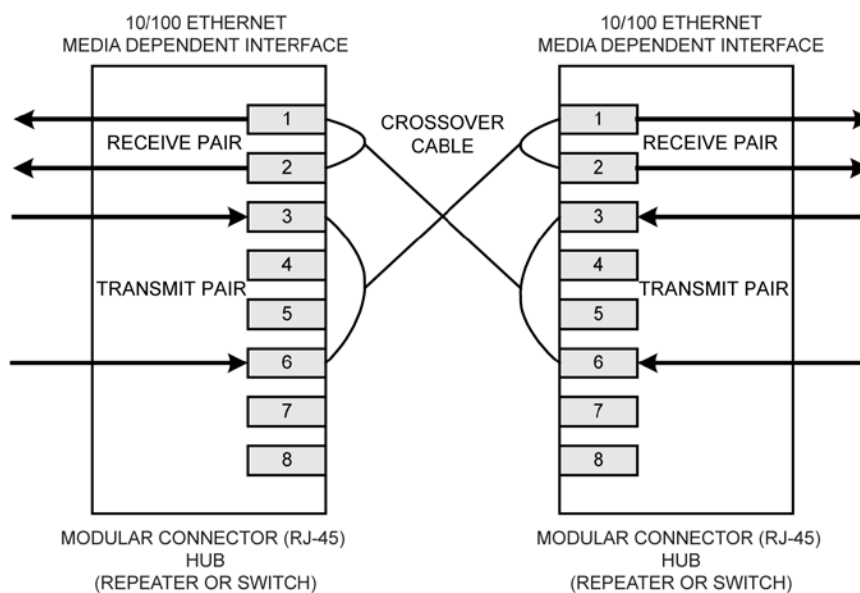 10/100 ETHERNET
MEDIA DEPENDENT INTERFACE
10/100 ETHERNET
MEDIA DEPENDENT INTERFACE
1
RECEIVE PAIR
2
3
4
TRANSMIT PAIR
5
6
7
8
CROSSOVER
CABLE
1
RECEIVE PAIR
2
3
4
TRANSMIT PAIR
5
6
7
8
MODULAR CONNECTOR (RJ-45)
HUB
(REPEATER OR SWITCH)
MODULAR CONNECTOR (RJ-45)
HUB
(REPEATER OR SWITCH)